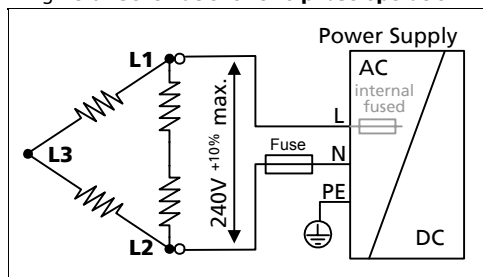 Power Supply
L1
AC
internal
fused
L
L3
240V +10% max.
Fuse
N
PE
L2
DC